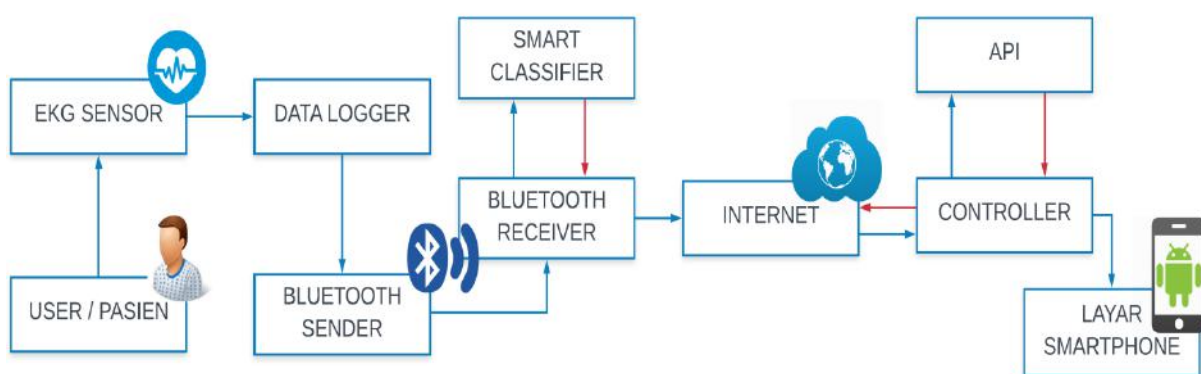 EKG SENSOR
DATA LOGGER
SMART
CLASSIFIER
API
USER / PASIEN
BLUETOOTH
SENDER
BLUETOOTH
RECEIVER
INTERNET
CONTROLLER
LAYAR
SMARTPHONE